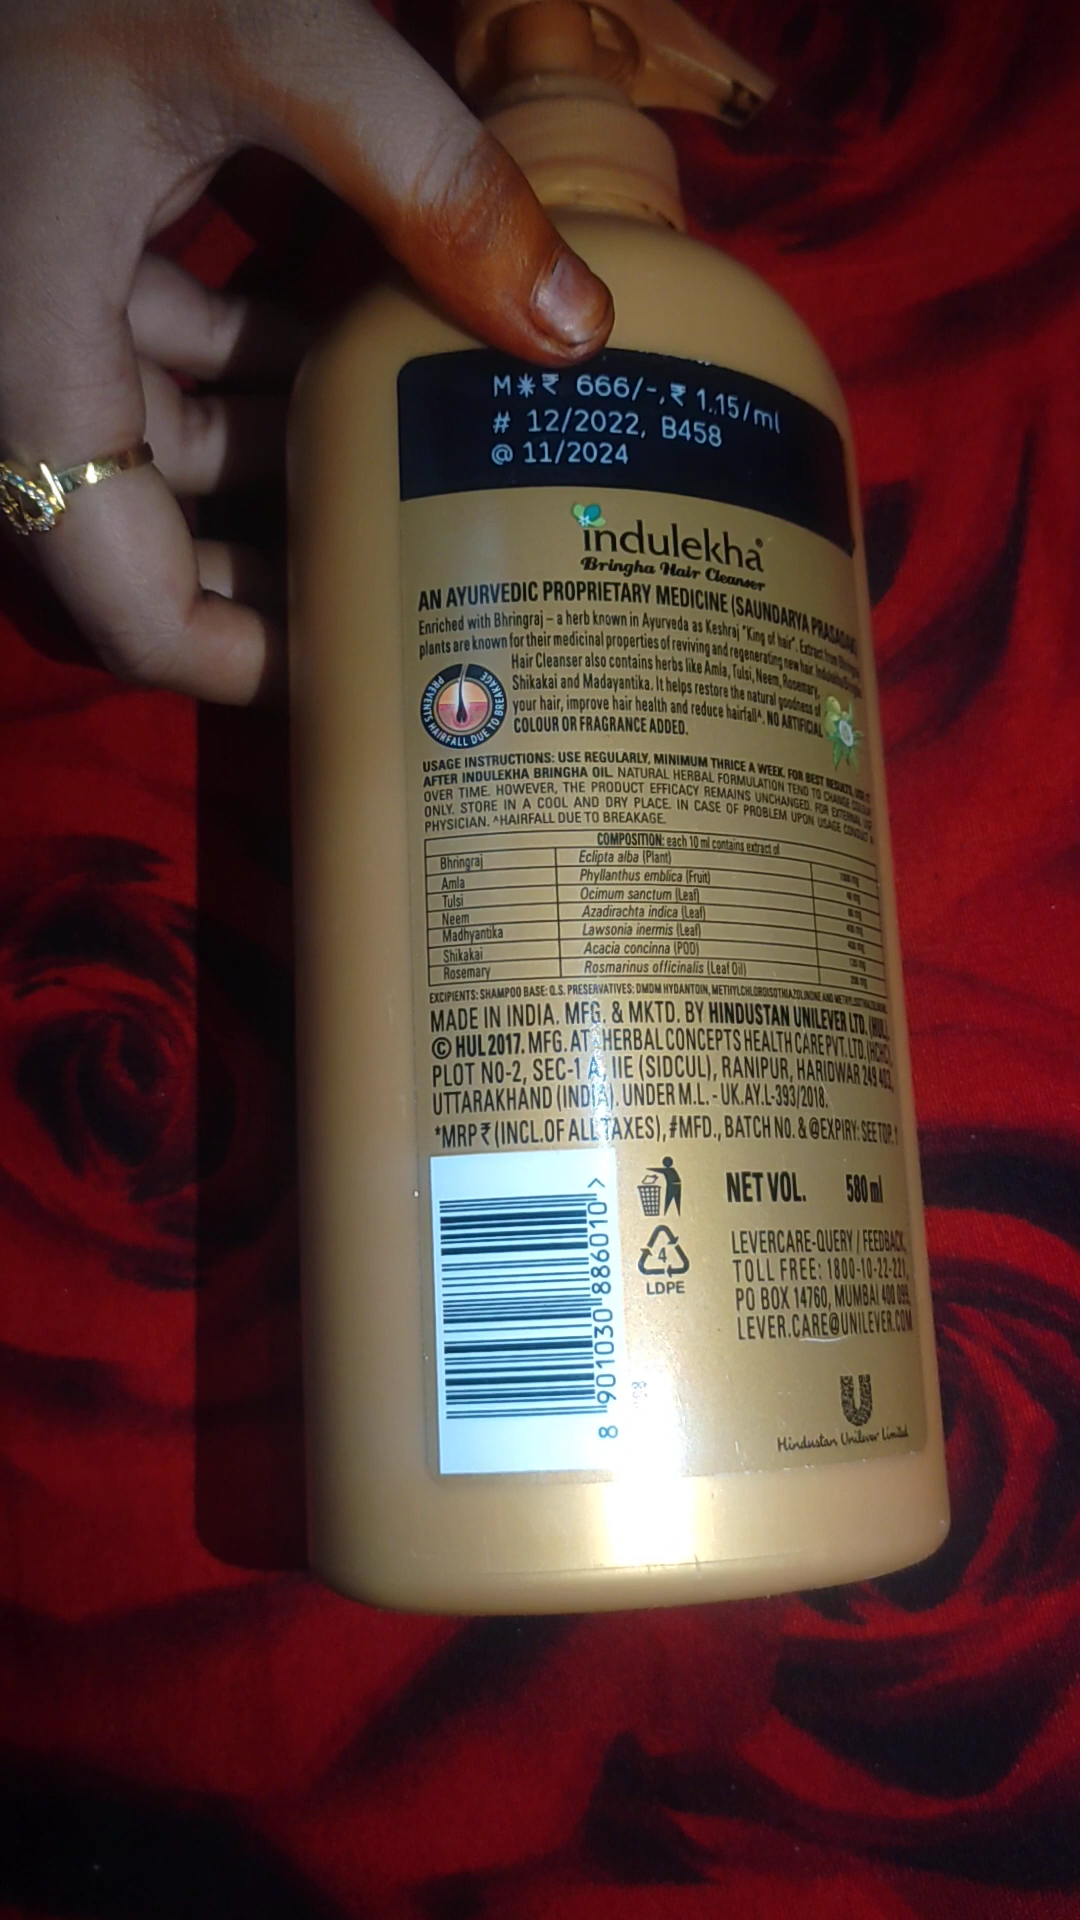 M*₹ 666/-,₹ 1.15/ml
# 12/2022, B458
@ 11/2024
indulekha®
Bringha Hair Cleanser
AN AYURVEDIC PROPRIETARY MEDICINE (SAUNDARYA
Enriched with Bhringraj – a herb known in Ayurveda as Keshraj "King of hair". Extract from
plants are known for their medicinal properties of reviving and regenerating new hair. Indulekha
Hair Cleanser also contains herbs like Amla, Tulsi, Neem, Rosemary,
Shikakai and Madayantika. It helps restore the natural goodness of
your hair, improve hair health and reduce hairfall^. NO ARTIFICIAL
COLOUR OR FRAGRANCE ADDED.
PREVENTS HAIRFALL DUE TO BREAKAGE
USAGE INSTRUCTIONS: USE REGULARLY, MINIMUM THRICE A WEEK. FOR BEST RESULTS, USE IT
AFTER INDULEKHA BRINGHA OIL. NATURAL HERBAL FORMULATION TEND TO CHANGE COLOUR
OVER TIME. HOWEVER, THE PRODUCT EFFICACY REMAINS UNCHANGED. FOR EXTERNAL USE
ONLY. STORE IN A COOL AND DRY PLACE. IN CASE OF PROBLEM UPON USAGE CONSULT A
PHYSICIAN. ^HAIRFALL DUE TO BREAKAGE.
COMPOSITION: each 10 ml contains extract of
Bhringraj Eclipta alba (Plant)
Amla Phyllanthus emblica (Fruit)
Tulsi Ocimum sanctum (Leaf)
Neem Azadirachta indica (Leaf)
Madhyantika Lawsonia inermis (Leaf)
Shikakai Acacia concinna (POD)
Rosemary Rosmarinus officinalis (Leaf Oil)
EXCIPIENTS: SHAMPOO BASE: Q.S. PRESERVATIVES: DMDM HYDANTOIN, METHYLCHLOROISOTHIAZOLINONE AND METHYLISOTHIAZOLINONE.
MADE IN INDIA. MFG. & MKTD. BY HINDUSTAN UNILEVER LTD. (HUL).
© HUL 2017. MFG. AT HERBAL CONCEPTS HEALTH CARE PVT. LTD. (HCHC),
PLOT NO-2, SEC-1 A, IIE (SIDCUL), RANIPUR, HARIDWAR 249 403,
UTTARAKHAND (INDIA). UNDER M.L. - UK.AY.L-393/2018.
*MRP ₹ (INCL.OF ALL TAXES), #MFD., BATCH NO. & @EXPIRY: SEE TOP.↑
8 901030 886010 >
4
LDPE
NET VOL. 580 ml
LEVERCARE-QUERY / FEEDBACK,
TOLL FREE: 1800-10-22-221,
PO BOX 14760, MUMBAI 400 099,
LEVER.CARE@UNILEVER.COM
Hindustan Unilever Limited